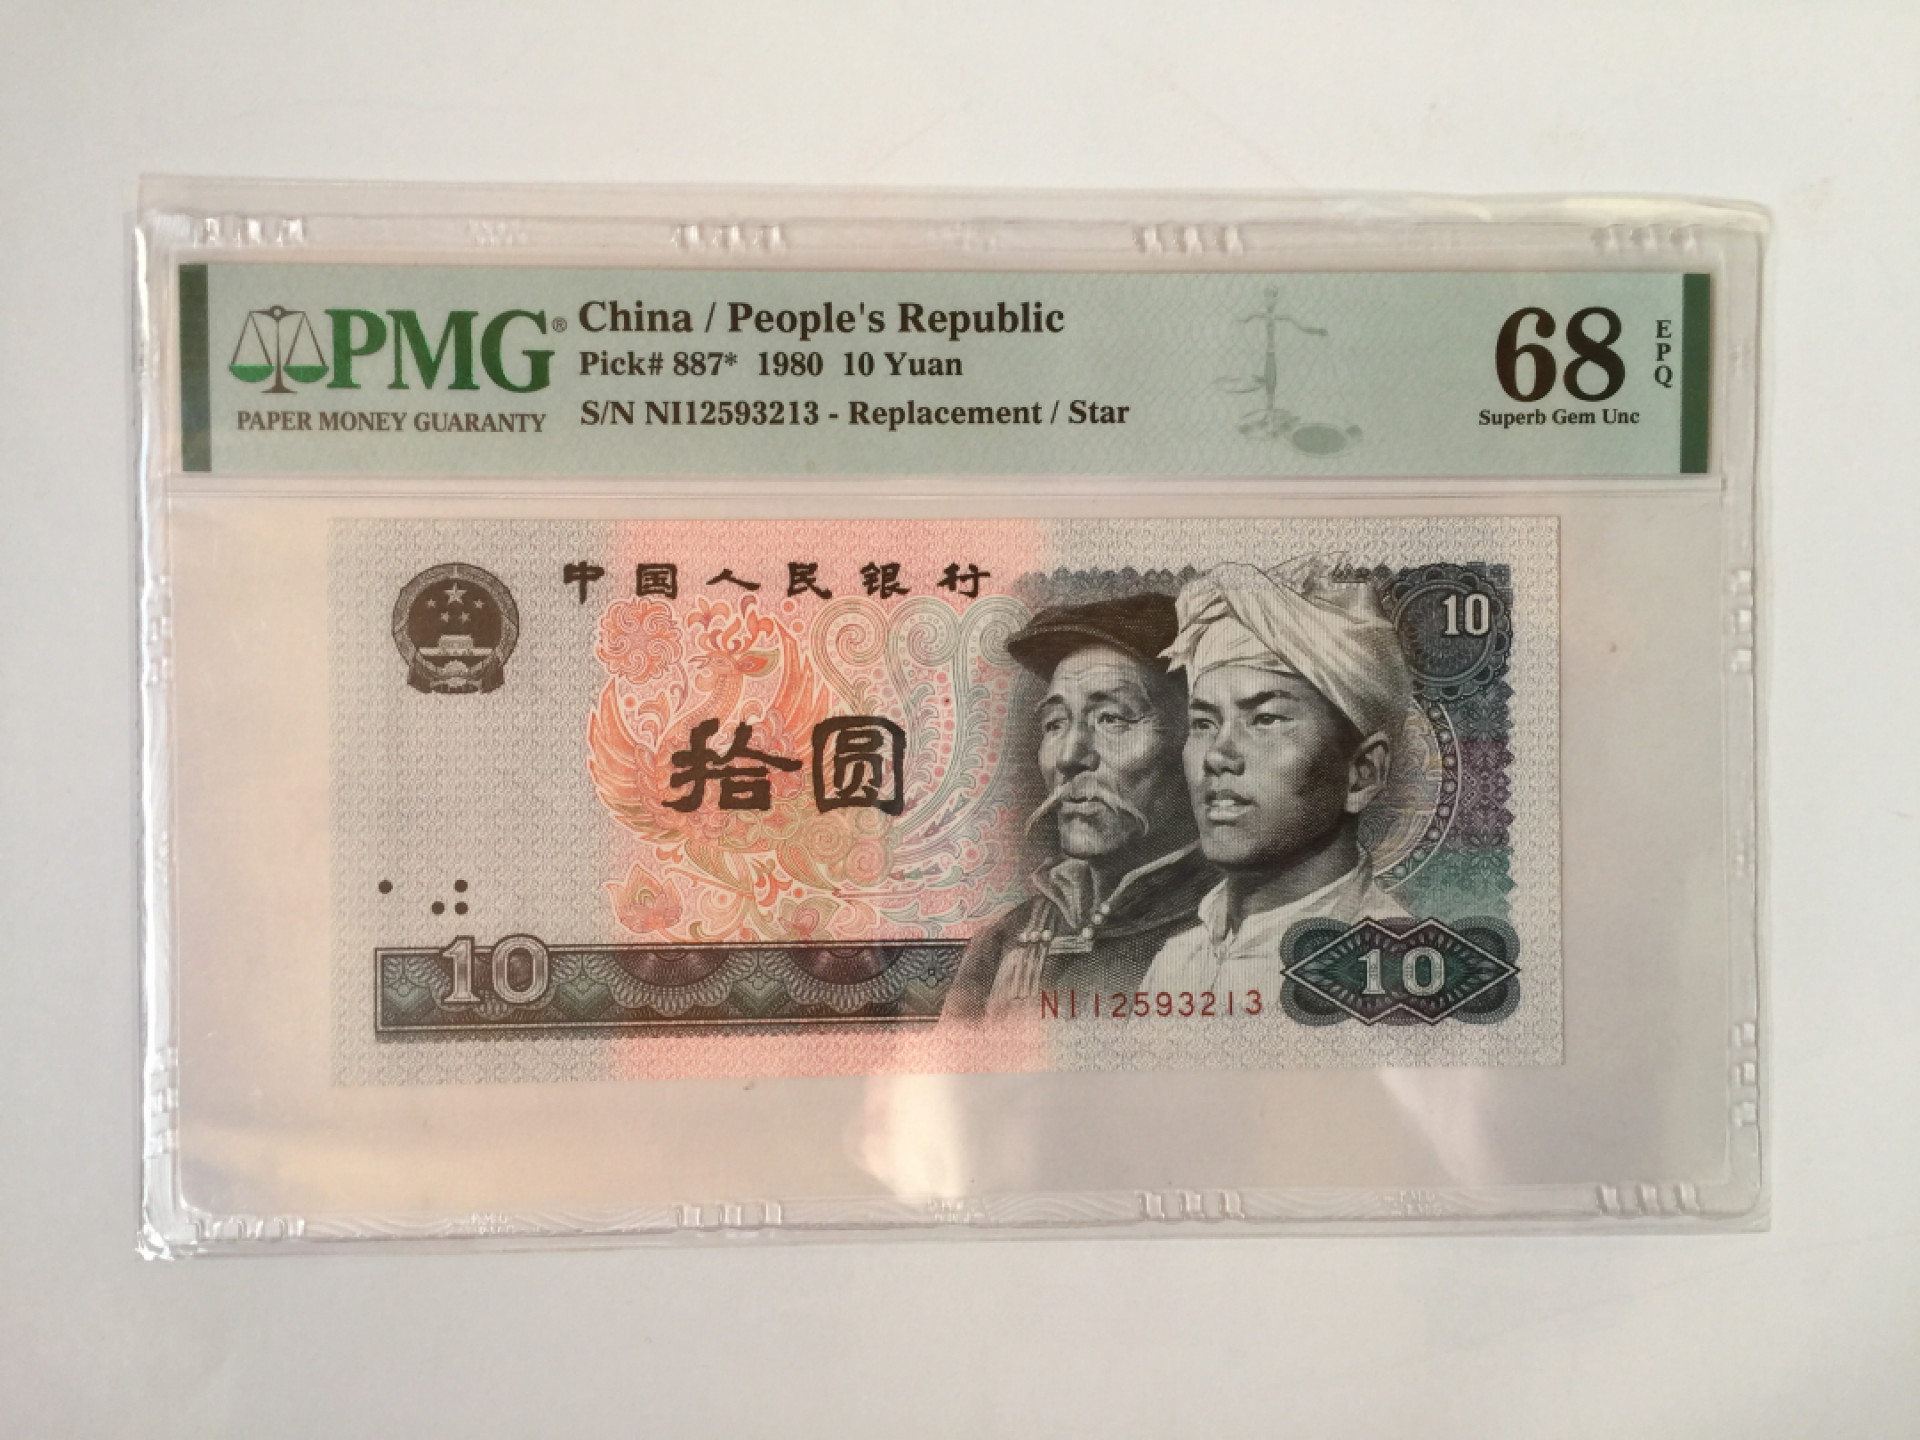 PMG®
PAPER MONEY GUARANTY
China / People's Republic
Pick# 887* 1980 10 Yuan
S/N NI12593213 - Replacement / Star
68
EPQ
Superb Gem Unc
中国人民银行
10
拾圆
10
NI12593213
10